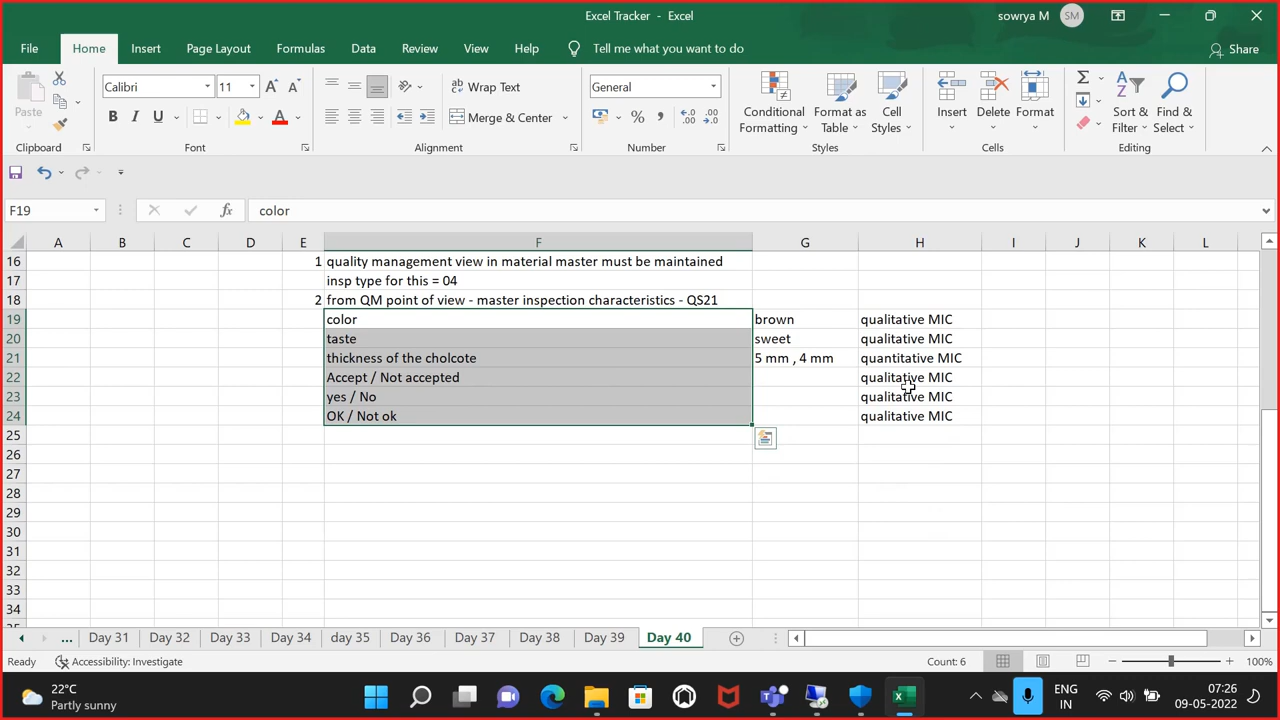 Excel Tracker - Excel
sowrya M SM
File Home Insert Page Layout Formulas Data Review View Help Tell me what you want to do Share
Paste
Calibri 11
B I U
A A
Wrap Text
Merge & Center
General
% , 
Conditional Formatting
Format as Table
Cell Styles
Insert Delete Format
Sort & Filter
Find & Select
Clipboard Font Alignment Number Styles Cells Editing
F19 fx color
A B C D E F G H I J K L
16 1 quality management view in material master must be maintained
17 insp type for this = 04
18 2 from QM point of view - master inspection characteristics - QS21
19 color brown qualitative MIC
20 taste sweet qualitative MIC
21 thickness of the cholcote 5 mm , 4 mm quantitative MIC
22 Accept / Not accepted qualitative MIC
23 yes / No qualitative MIC
24 OK / Not ok qualitative MIC
25
26
27
28
29
30
31
32
33
34
... Day 31 Day 32 Day 33 Day 34 day 35 Day 36 Day 37 Day 38 Day 39 Day 40
Ready Accessibility: Investigate Count: 6 100%
22°C
Partly sunny
ENG
IN
07:26
09-05-2022